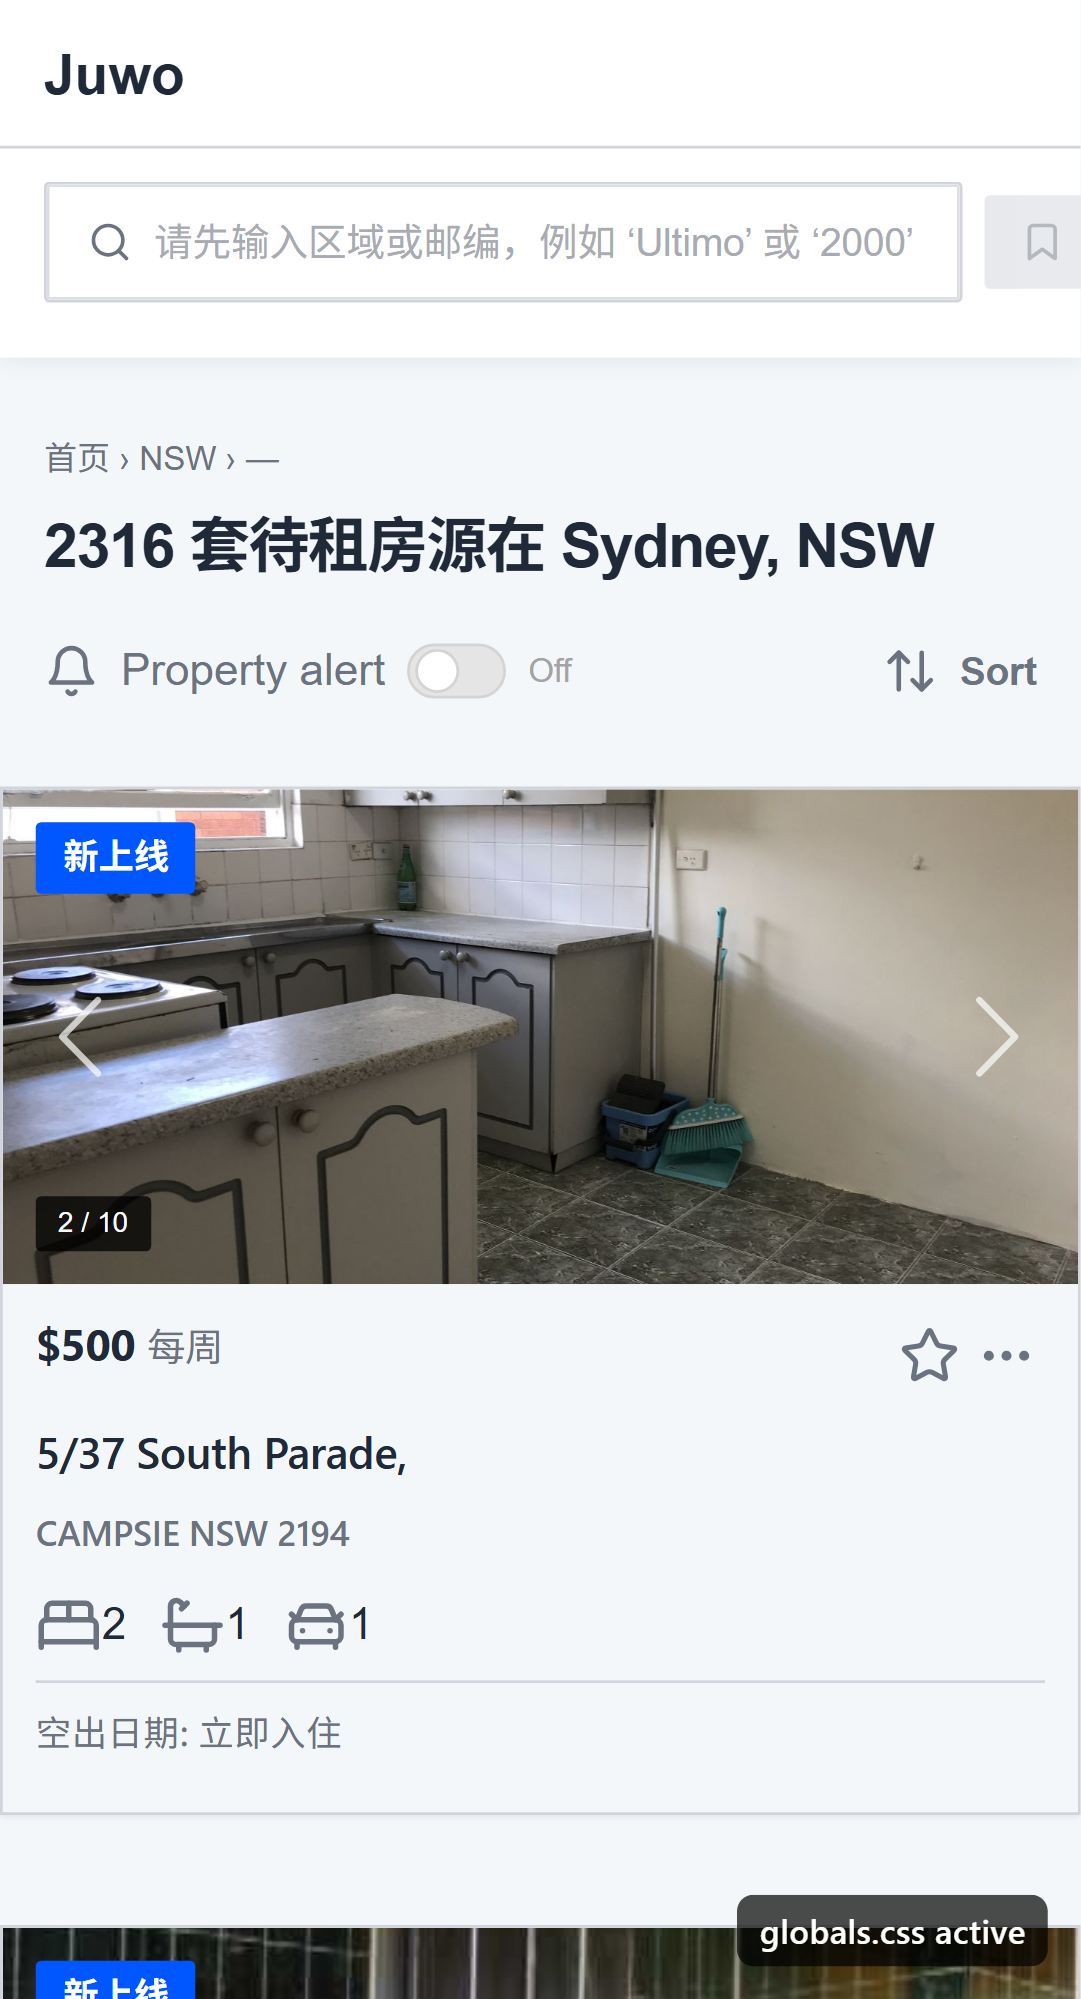 Juwo
请先输入区域或邮编，例如 ‘Ultimo’ 或 ‘2000’
首页 › NSW › —
2316 套待租房源在 Sydney, NSW
Property alert Off Sort
新上线
2 / 10
$500 每周
5/37 South Parade,
CAMPSIE NSW 2194
2 1 1
空出日期: 立即入住
globals.css active
新上线